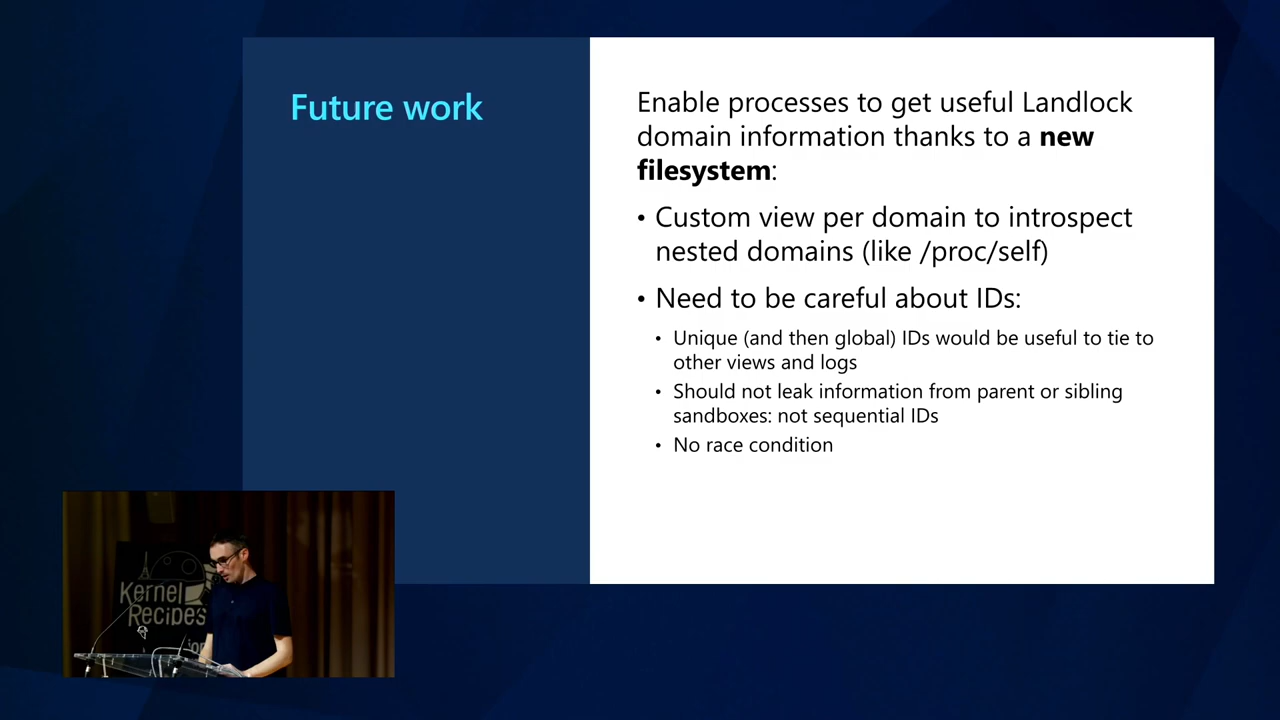 Future work
Enable processes to get useful Landlock
domain information thanks to a new
filesystem:
• Custom view per domain to introspect
nested domains (like /proc/self)
• Need to be careful about IDs:
• Unique (and then global) IDs would be useful to tie to
other views and logs
• Should not leak information from parent or sibling
sandboxes: not sequential IDs
• No race condition
Kernel
Recipes